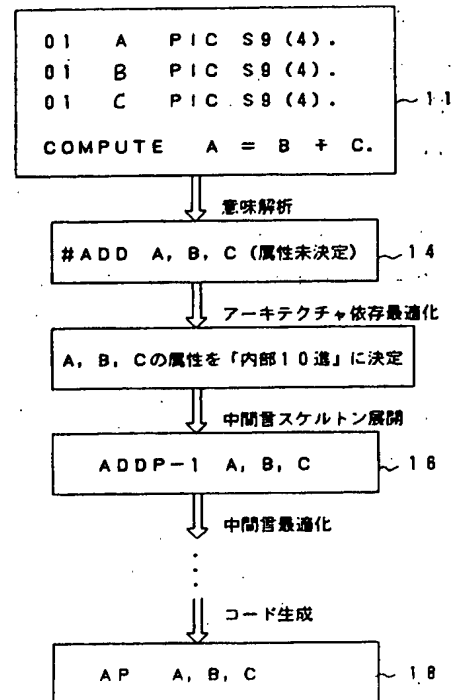 01 A PIC S9(4).
01 B PIC S9(4).
01 C PIC S9(4).
11
COMPUTE A = B + C.
意味解析
#ADD A, B, C (属性未決定)
14
アーキテクチャ依存最適化
A, B, Cの属性を「内部10進」に決定
中間言スケルトン展開
ADDP-1 A, B, C
16
中間言最適化
コード生成
AP A, B, C
18